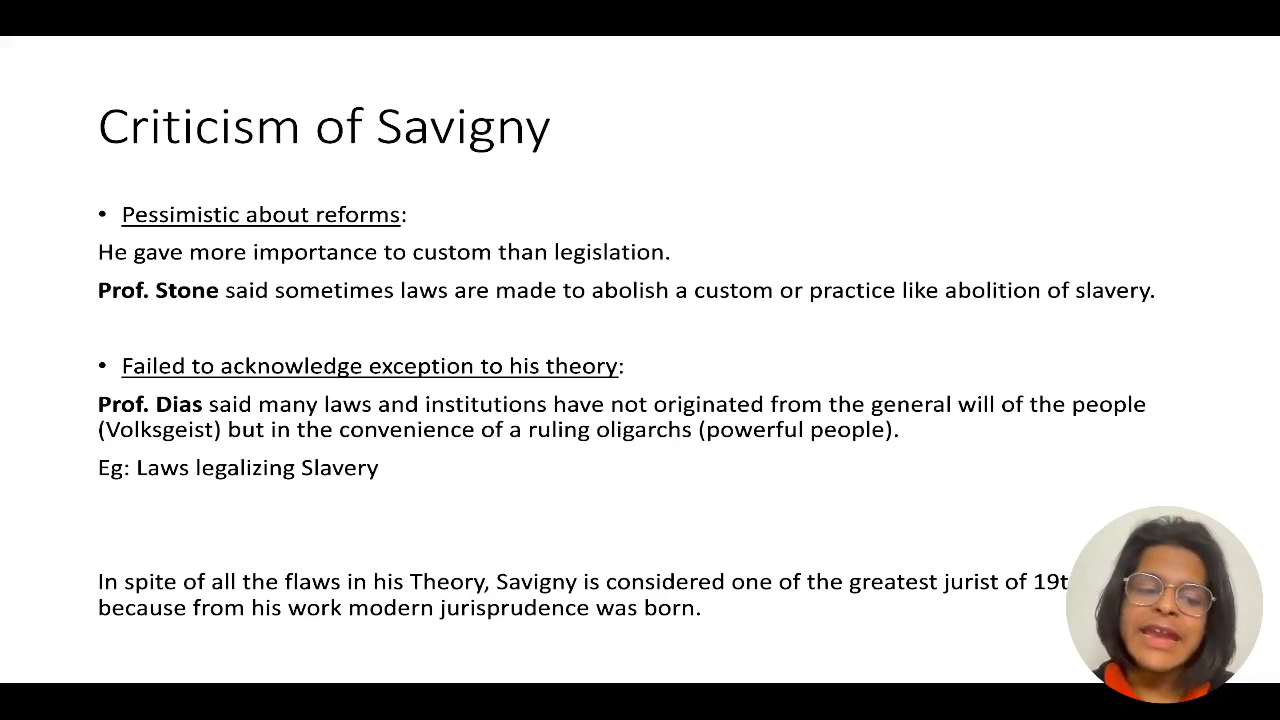 Criticism of Savigny
• Pessimistic about reforms:
He gave more importance to custom than legislation.
Prof. Stone said sometimes laws are made to abolish a custom or practice like abolition of slavery.
• Failed to acknowledge exception to his theory:
Prof. Dias said many laws and institutions have not originated from the general will of the people
(Volksgeist) but in the convenience of a ruling oligarchs (powerful people).
Eg: Laws legalizing Slavery
In spite of all the flaws in his Theory, Savigny is considered one of the greatest jurist of
because from his work modern jurisprudence was born.